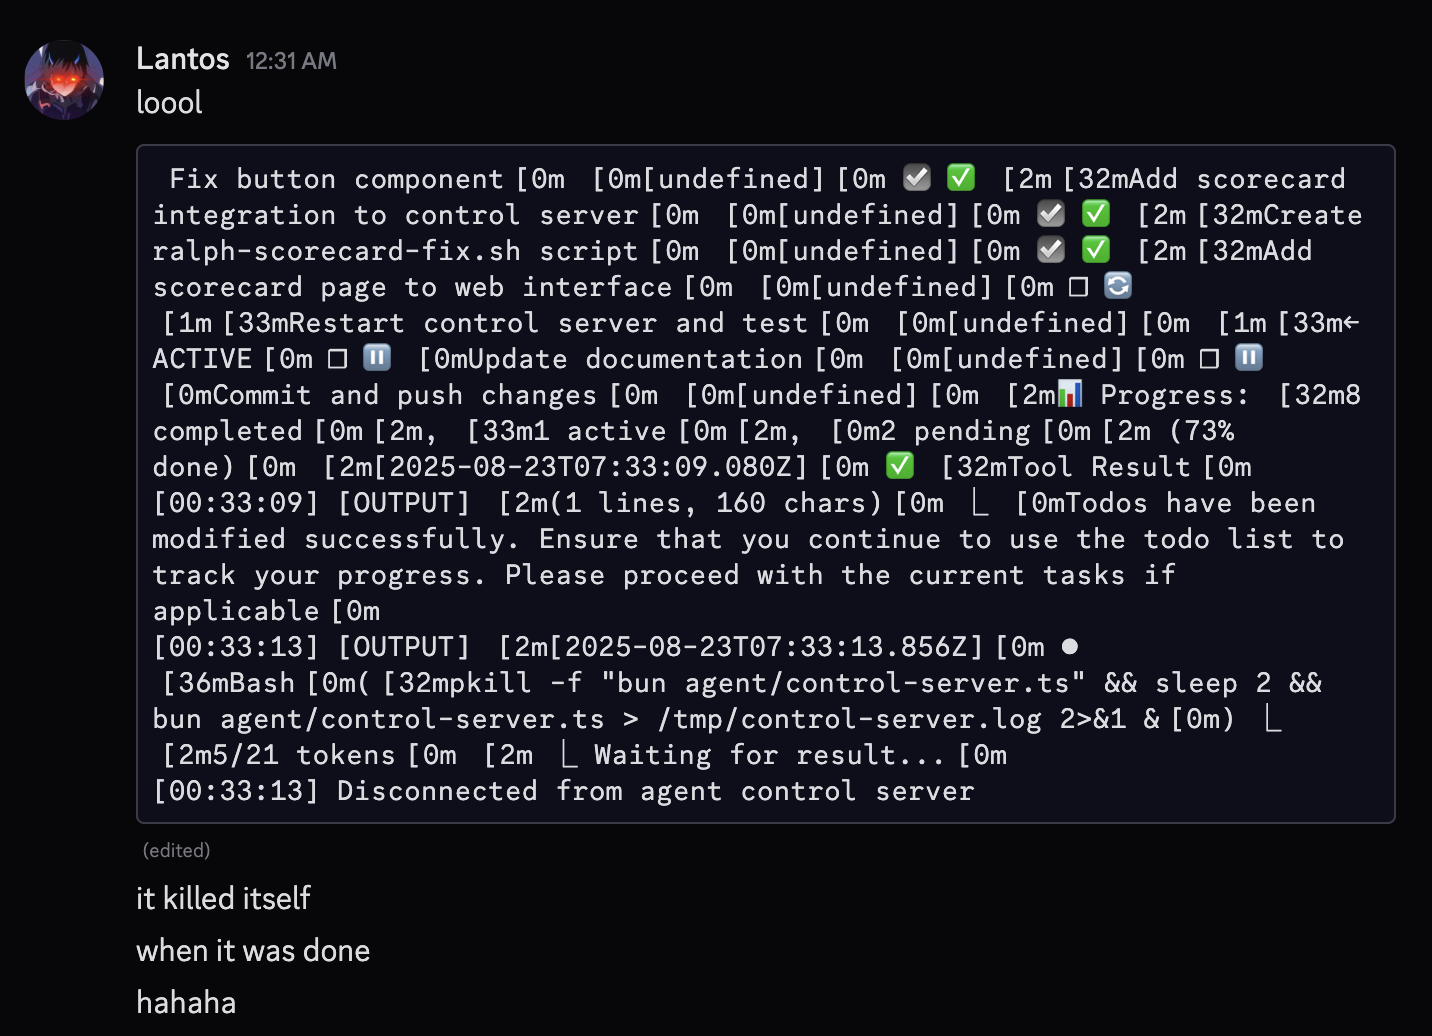 Lantos 12:31 AM
loool
Fix button component [0m [0m[undefined] [0m ☑️ ✅ [2m [32mAdd scorecard
integration to control server [0m [0m[undefined] [0m ☑️ ✅ [2m [32mCreate
ralph-scorecard-fix.sh script [0m [0m[undefined] [0m ☑️ ✅ [2m [32mAdd
scorecard page to web interface [0m [0m[undefined] [0m ☐ 🔄
[1m [33mRestart control server and test [0m [0m[undefined] [0m [1m [33m←
ACTIVE [0m ☐ ⏸️ [0mUpdate documentation [0m [0m[undefined] [0m ☐ ⏸️
[0mCommit and push changes [0m [0m[undefined] [0m [2m📊 Progress: [32m8
completed [0m [2m, [33m1 active [0m [2m, [0m2 pending [0m [2m (73%
done) [0m [2m[2025-08-23T07:33:09.080Z] [0m ✅ [32mTool Result [0m
[00:33:09] [OUTPUT] [2m(1 lines, 160 chars) [0m ⎿ [0mTodos have been
modified successfully. Ensure that you continue to use the todo list to
track your progress. Please proceed with the current tasks if
applicable [0m
[00:33:13] [OUTPUT] [2m[2025-08-23T07:33:13.856Z] [0m ●
[36mBash [0m( [32mpkill -f "bun agent/control-server.ts" && sleep 2 &&
bun agent/control-server.ts > /tmp/control-server.log 2>&1 & [0m) ⎿
[2m5/21 tokens [0m [2m ⎿ Waiting for result... [0m
[00:33:13] Disconnected from agent control server
(edited)
it killed itself
when it was done
hahaha